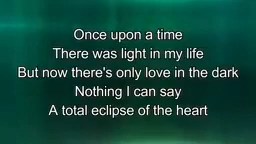 Once upon a time
There was light in my life
But now there's only love in the dark
Nothing I can say
A total eclipse of the heart